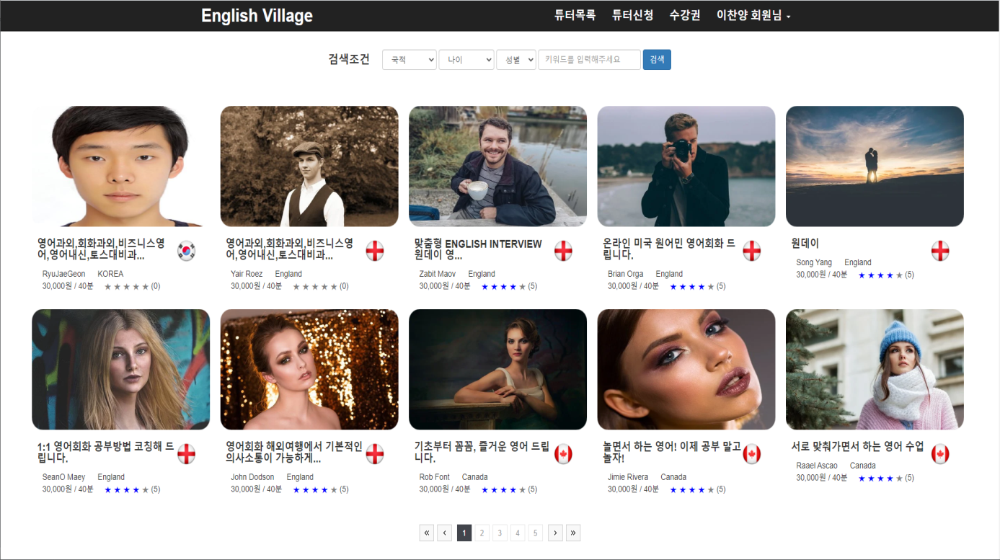 English Village
튜터목록 튜터신청 수강권 이찬양 회원님
검색조건 국적 나이 성별 키워드를 입력해주세요 검색
영어과외,회화과외,비즈니스영
어,영어내신,토스대비과...
RyuJaeGeon KOREA
30,000원 / 40분 ★ ★ ★ ★ ★ (0)
영어과외,회화과외,비즈니스영
어,영어내신,토스대비과...
Yair Roez England
30,000원 / 40분 ★ ★ ★ ★ ★ (0)
맞춤형 ENGLISH INTERVIEW
원데이 영...
Zabit Maov England
30,000원 / 40분 ★ ★ ★ ★ ★ (5)
온라인 미국 원어민 영어회화 드
립니다.
Brian Orga England
30,000원 / 40분 ★ ★ ★ ★ ★ (5)
원데이
Song Yang England
30,000원 / 40분 ★ ★ ★ ★ ★ (5)
1:1 영어회화 공부방법 코칭해 드
립니다.
SeanO Maey England
30,000원 / 40분 ★ ★ ★ ★ ★ (5)
영어회화 해외여행에서 기본적인
의사소통이 가능하게...
John Dodson England
30,000원 / 40분 ★ ★ ★ ★ ★ (5)
기초부터 꼼꼼, 즐거운 영어 드립
니다.
Rob Font Canada
30,000원 / 40분 ★ ★ ★ ★ ★ (5)
놀면서 하는 영어! 이제 공부 말고
놀자!
Jimie Rivera Canada
30,000원 / 40분 ★ ★ ★ ★ ★ (5)
서로 맞춰가면서 하는 영어 수업
Raael Ascao Canada
30,000원 / 40분 ★ ★ ★ ★ ★ (5)
« ‹ 1 2 3 4 5 › »